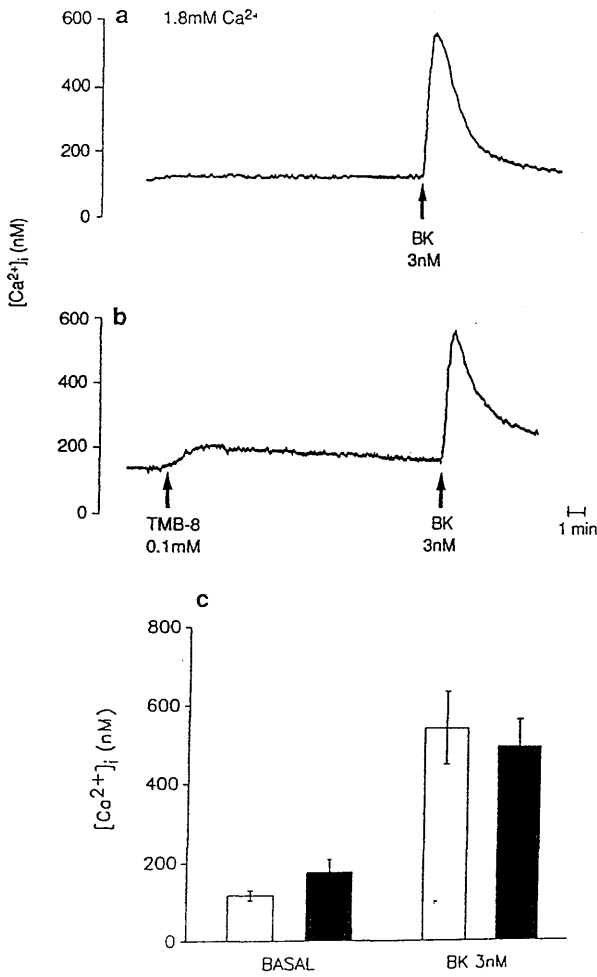 a 1.8mM Ca2+
600
400
200
0
BK
3nM
[Ca2+]i (nM)
b
600
400
200
0
TMB-8
0.1mM
BK
3nM
1 min
c
800
600
400
200
0
[Ca2+]i (nM)
BASAL BK 3nM